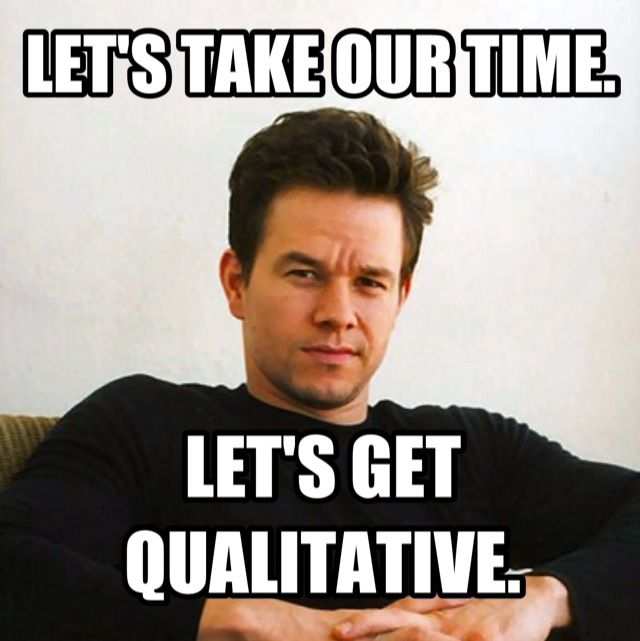 LET'S TAKE OUR TIME.
LET'S GET
QUALITATIVE.